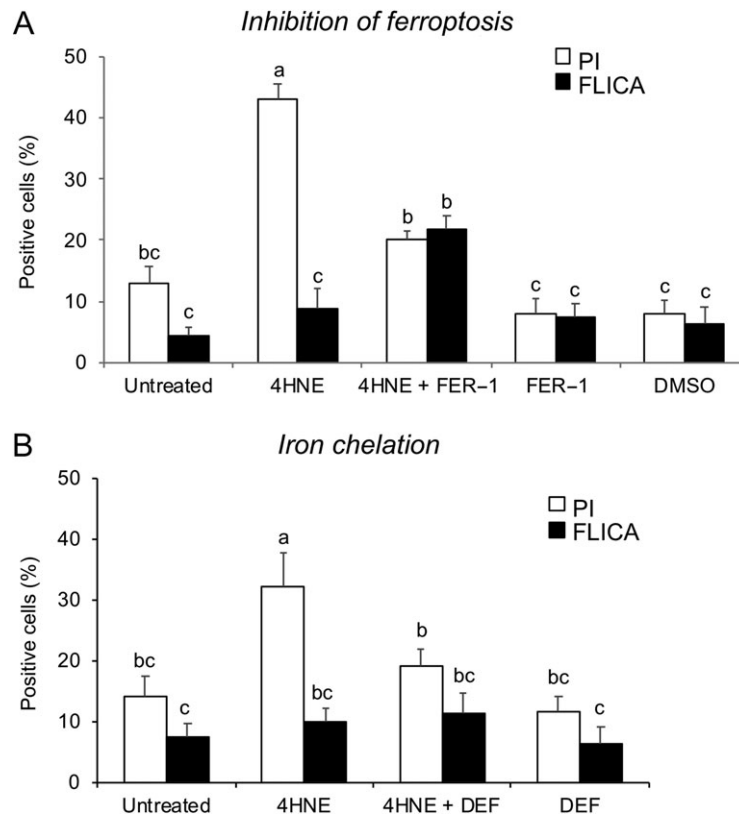 A
Inhibition of ferroptosis
50
40
30
20
10
0
Positive cells (%)
PI
FLICA
bc
c
a
c
b
b
c
c
c
c
Untreated
4HNE
4HNE + FER–1
FER–1
DMSO
B
Iron chelation
50
40
30
20
10
0
Positive cells (%)
PI
FLICA
bc
c
a
bc
b
bc
bc
c
Untreated
4HNE
4HNE + DEF
DEF